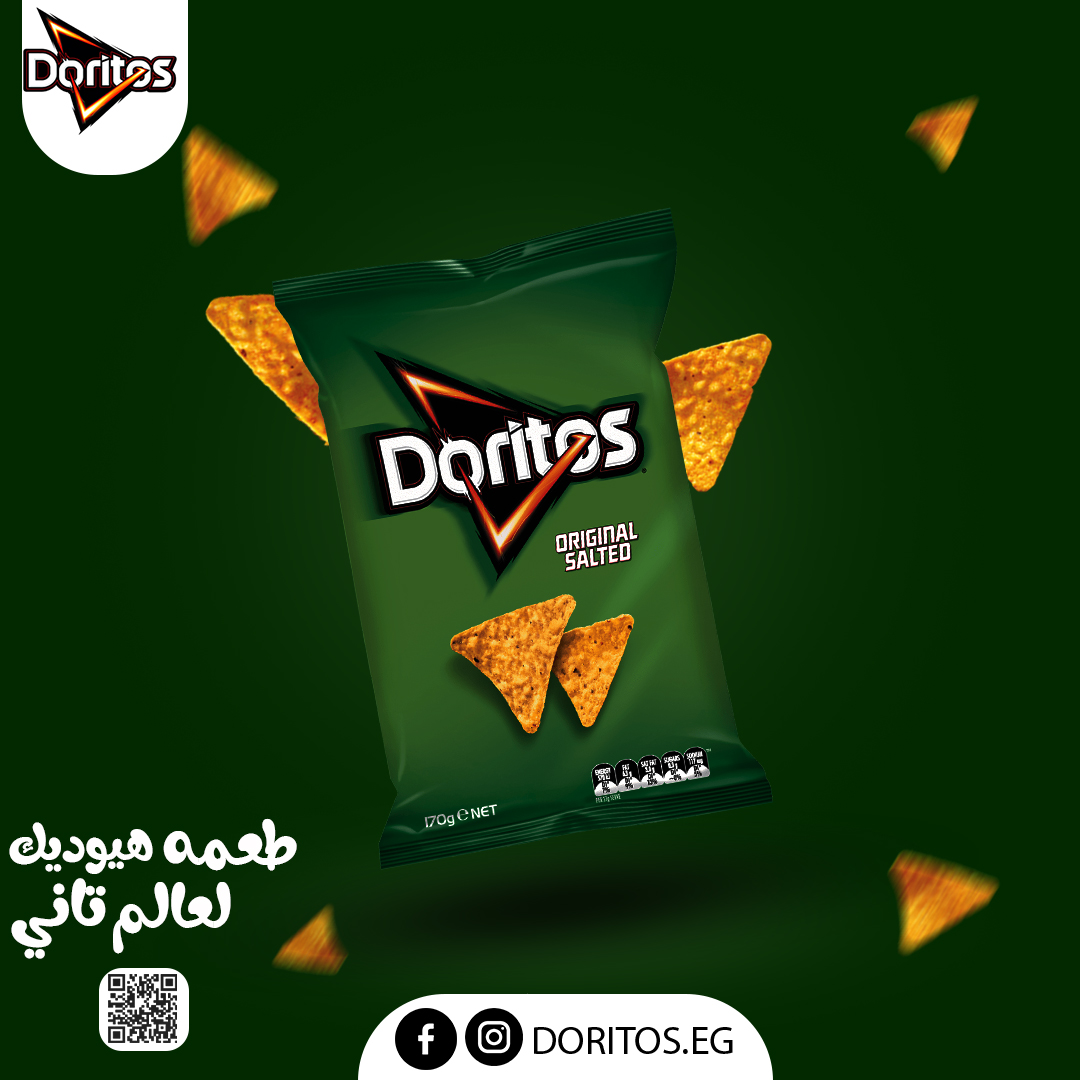 Doritos
Doritos
ORIGINAL
SALTED
170g ℮ NET
طعمه هيوديك
لعالم تاني
DORITOS.EG